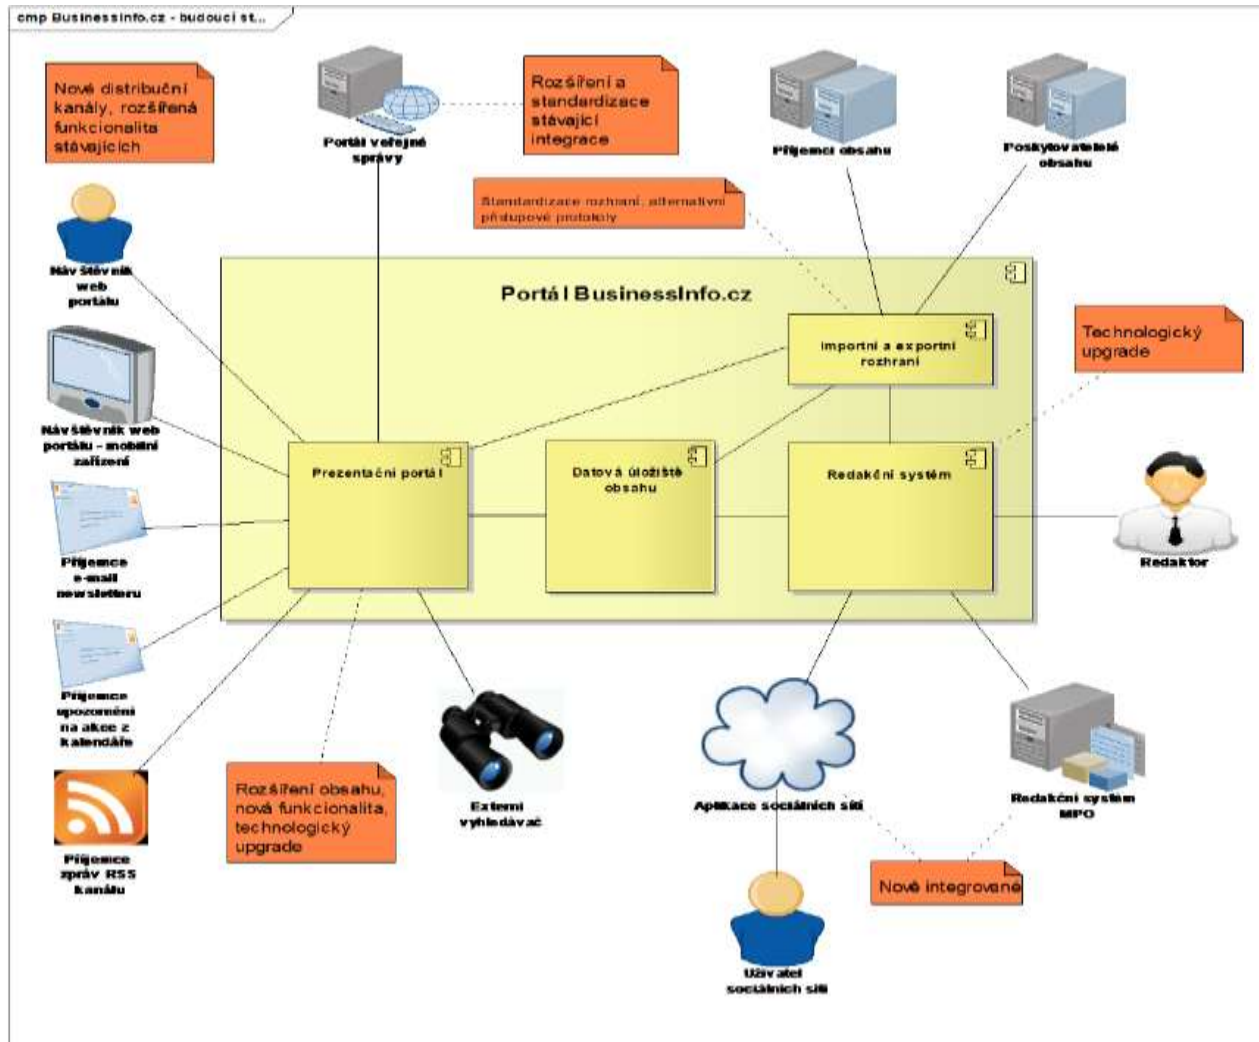 cmp BusinessInfo.cz - budoucí st...
Nové distribuční
kanály, rozšířená
funkcionalita
stávajících
Portál veřejné
správy
Rozšíření a
standardizace
stávající
integrace
Příjemci obsahu
Poskytovatelé
obsahu
Standardizace rozhraní, alternativní
přístupové protokoly
Návštěvník
web
portálu
Portál BusinessInfo.cz
Importní a exportní
rozhraní
Technologický
upgrade
Návštěvník web
portálu - mobilní
zařízení
Prezentační portál
Datová úložiště
obsahu
Redakční systém
Redaktor
Příjemce
e-mail
newsletteru
Příjemce
upozornění
na akce z
kalendáře
Rozšíření obsahu,
nová funkcionalita,
technologický
upgrade
Externí
vyhledávač
Aplikace sociálních sítí
Redakční systém
MPO
Příjemce
zpráv RSS
kanálu
Nově integrované
Uživatel
sociálních sítí